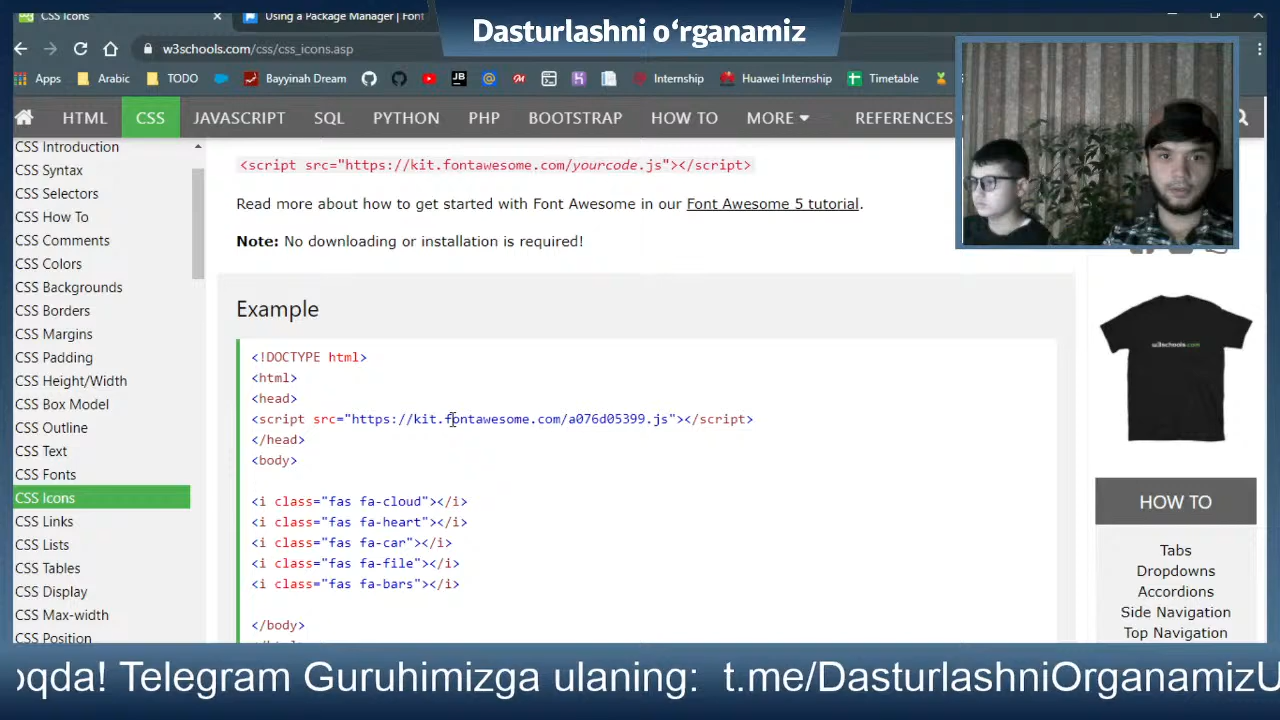 CSS Icons
Using a Package Manager | Font
Dasturlashni o‘rganamiz
w3schools.com/css/css_icons.asp
Apps
Arabic
TODO
Bayyinah Dream
Internship
Huawei Internship
Timetable
HTML
CSS
JAVASCRIPT
SQL
PYTHON
PHP
BOOTSTRAP
HOW TO
MORE
REFERENCES
CSS Introduction
CSS Syntax
CSS Selectors
CSS How To
CSS Comments
CSS Colors
CSS Backgrounds
CSS Borders
CSS Margins
CSS Padding
CSS Height/Width
CSS Box Model
CSS Outline
CSS Text
CSS Fonts
CSS Icons
CSS Links
CSS Lists
CSS Tables
CSS Display
CSS Max-width
CSS Position
<script src="https://kit.fontawesome.com/yourcode.js"></script>
Read more about how to get started with Font Awesome in our Font Awesome 5 tutorial.
Note: No downloading or installation is required!
Example
<!DOCTYPE html>
<html>
<head>
<script src="https://kit.fontawesome.com/a076d05399.js"></script>
</head>
<body>
<i class="fas fa-cloud"></i>
<i class="fas fa-heart"></i>
<i class="fas fa-car"></i>
<i class="fas fa-file"></i>
<i class="fas fa-bars"></i>
</body>
w3schools.com
HOW TO
Tabs
Dropdowns
Accordions
Side Navigation
Top Navigation
oqda! Telegram Guruhimizga ulaning: t.me/DasturlashniOrganamizU